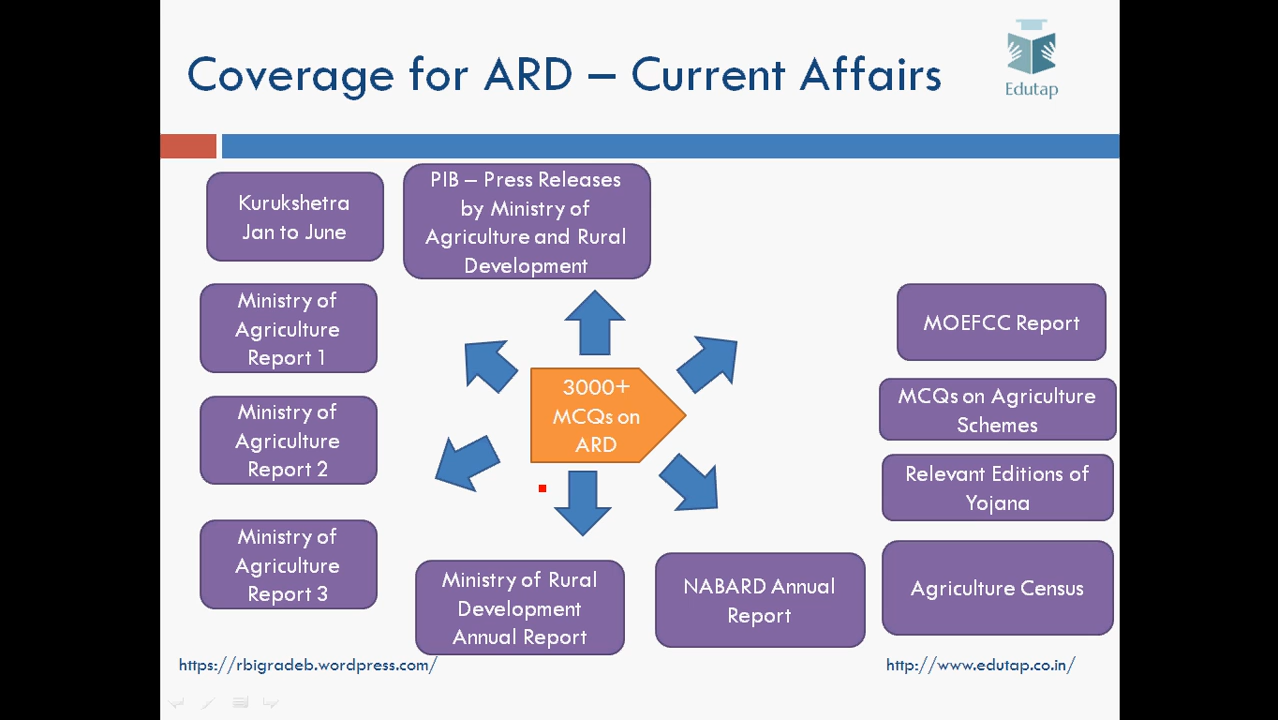 Coverage for ARD – Current Affairs
Edutap
Kurukshetra
Jan to June
PIB – Press Releases
by Ministry of
Agriculture and Rural
Development
Ministry of
Agriculture
Report 1
Ministry of
Agriculture
Report 2
Ministry of
Agriculture
Report 3
3000+
MCQs on
ARD
MOEFCC Report
MCQs on Agriculture
Schemes
Relevant Editions of
Yojana
Agriculture Census
Ministry of Rural
Development
Annual Report
NABARD Annual
Report
https://rbigradeb.wordpress.com/
http://www.edutap.co.in/